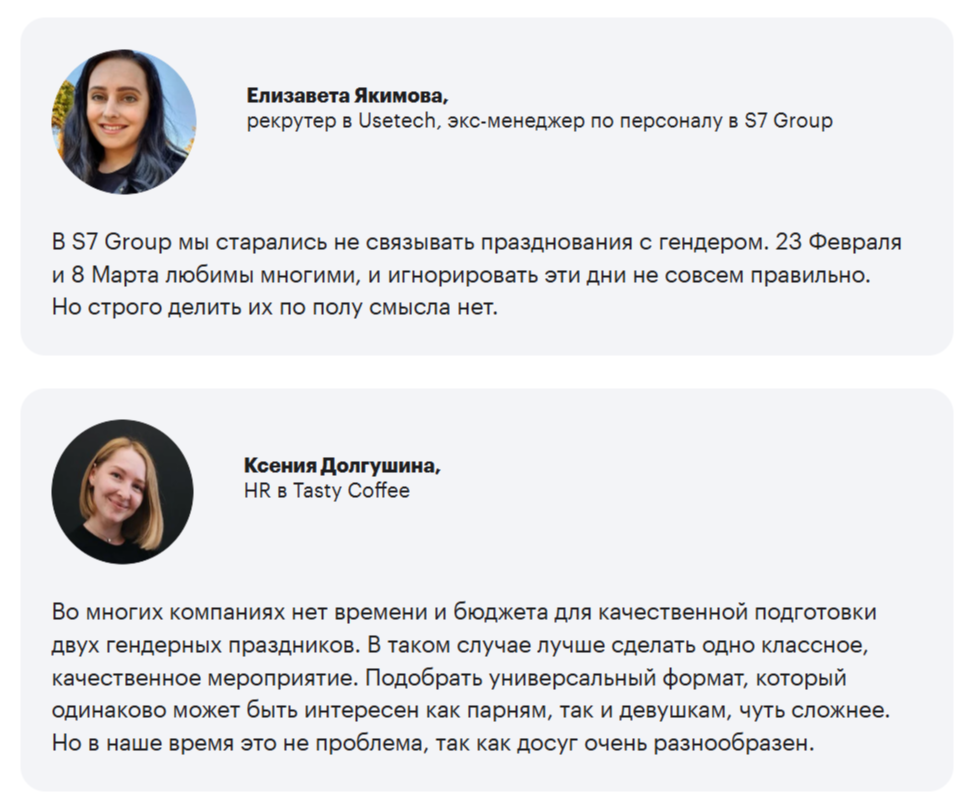 Елизавета Якимова,
рекрутер в Usetech, экс-менеджер по персоналу в S7 Group
В S7 Group мы старались не связывать празднования с гендером. 23 Февраля
и 8 Марта любимы многими, и игнорировать эти дни не совсем правильно.
Но строго делить их по полу смысла нет.
Ксения Долгушина,
HR в Tasty Coffee
Во многих компаниях нет времени и бюджета для качественной подготовки
двух гендерных праздников. В таком случае лучше сделать одно классное,
качественное мероприятие. Подобрать универсальный формат, который
одинаково может быть интересен как парням, так и девушкам, чуть сложнее.
Но в наше время это не проблема, так как досуг очень разнообразен.